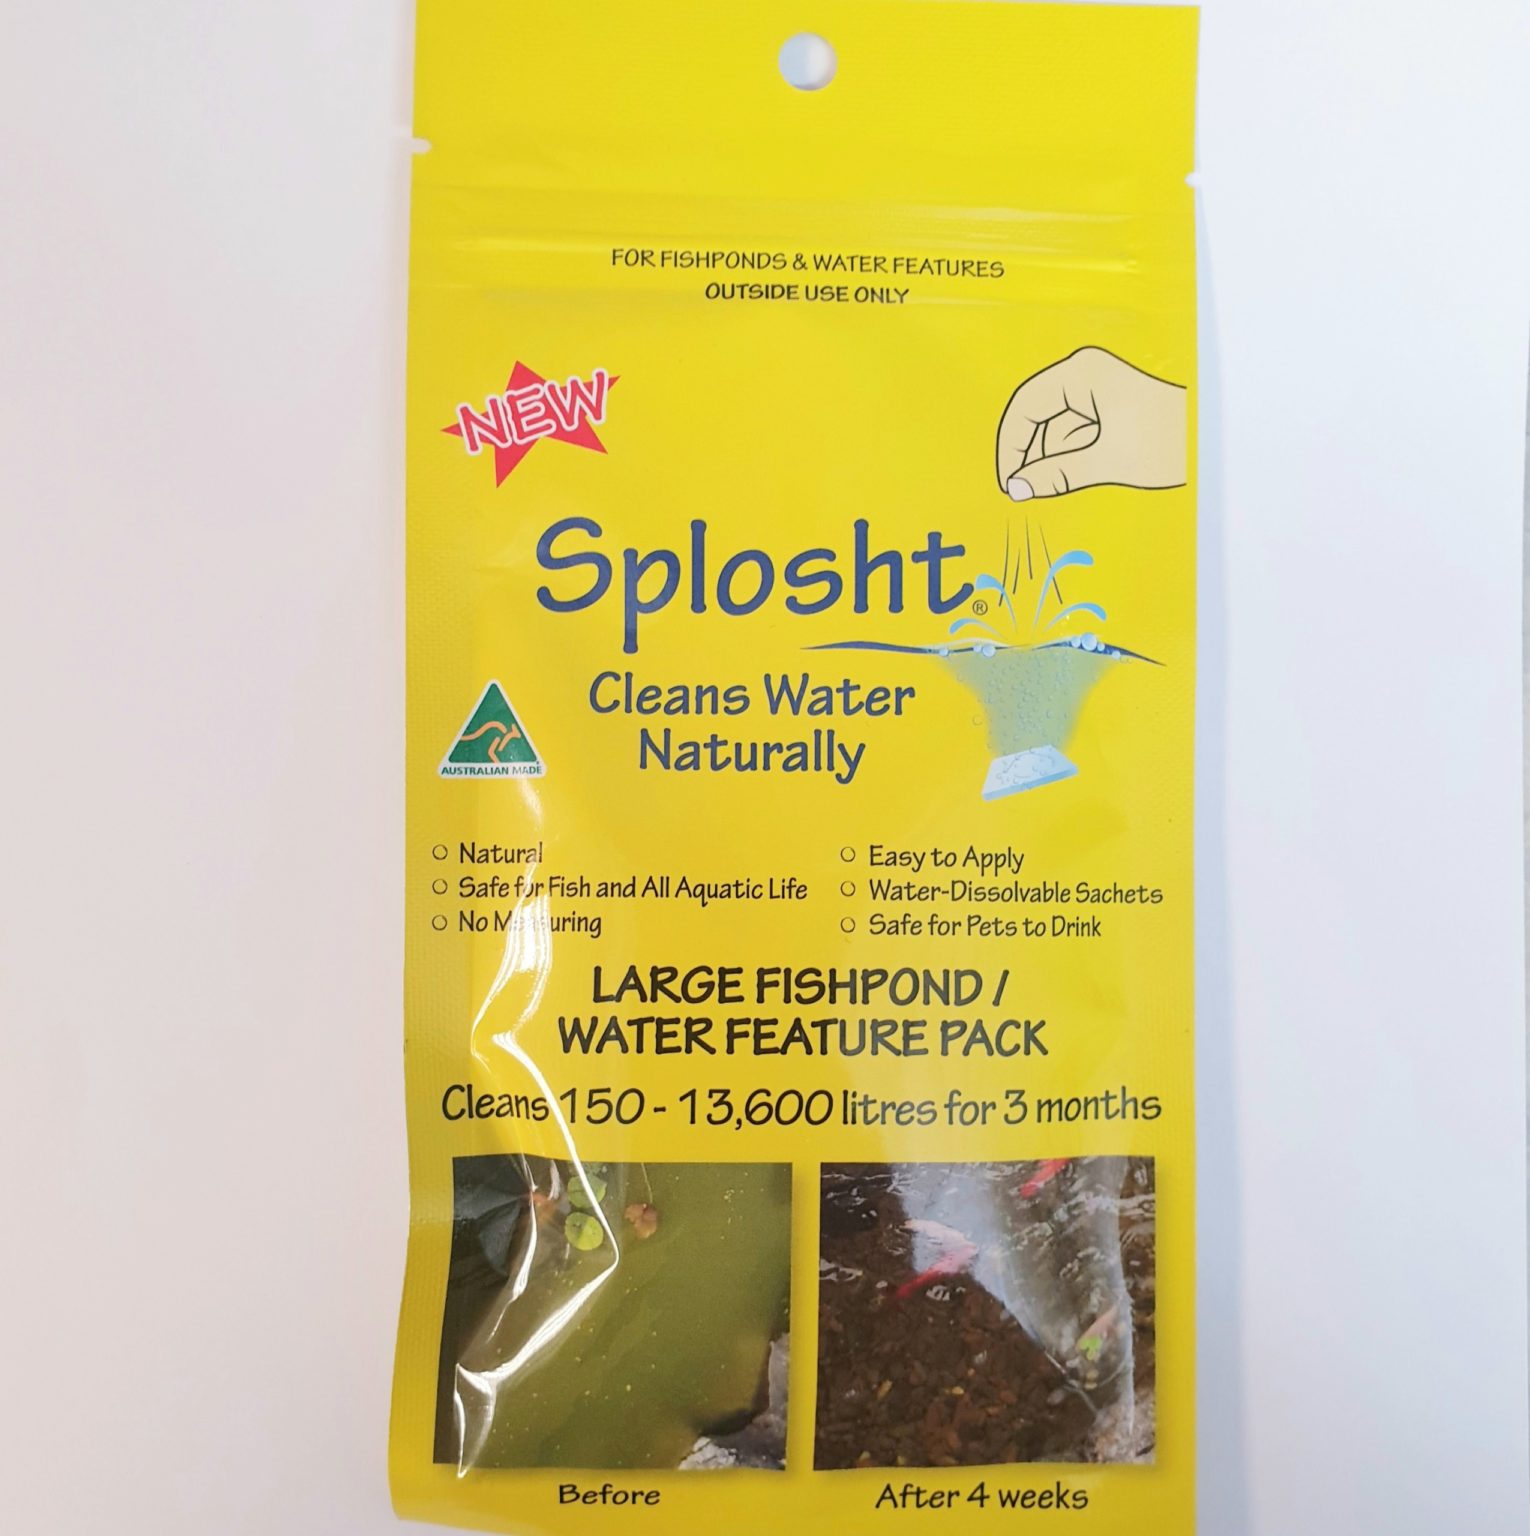 FOR FISHPONDS & WATER FEATURES
OUTSIDE USE ONLY
NEW
Splosht®
Cleans Water
Naturally
AUSTRALIAN MADE
○ Natural
○ Safe for Fish and All Aquatic Life
○ No Measuring
○ Easy to Apply
○ Water-Dissolvable Sachets
○ Safe for Pets to Drink
LARGE FISHPOND /
WATER FEATURE PACK
Cleans 150 - 13,600 litres for 3 months
Before
After 4 weeks